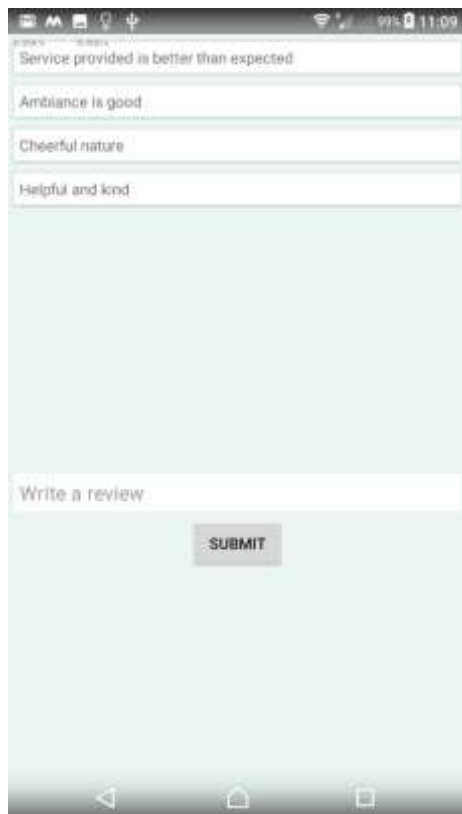 99% 11:09
Service provided is better than expected
Ambiance is good
Cheerful nature
Helpful and kind
Write a review
SUBMIT